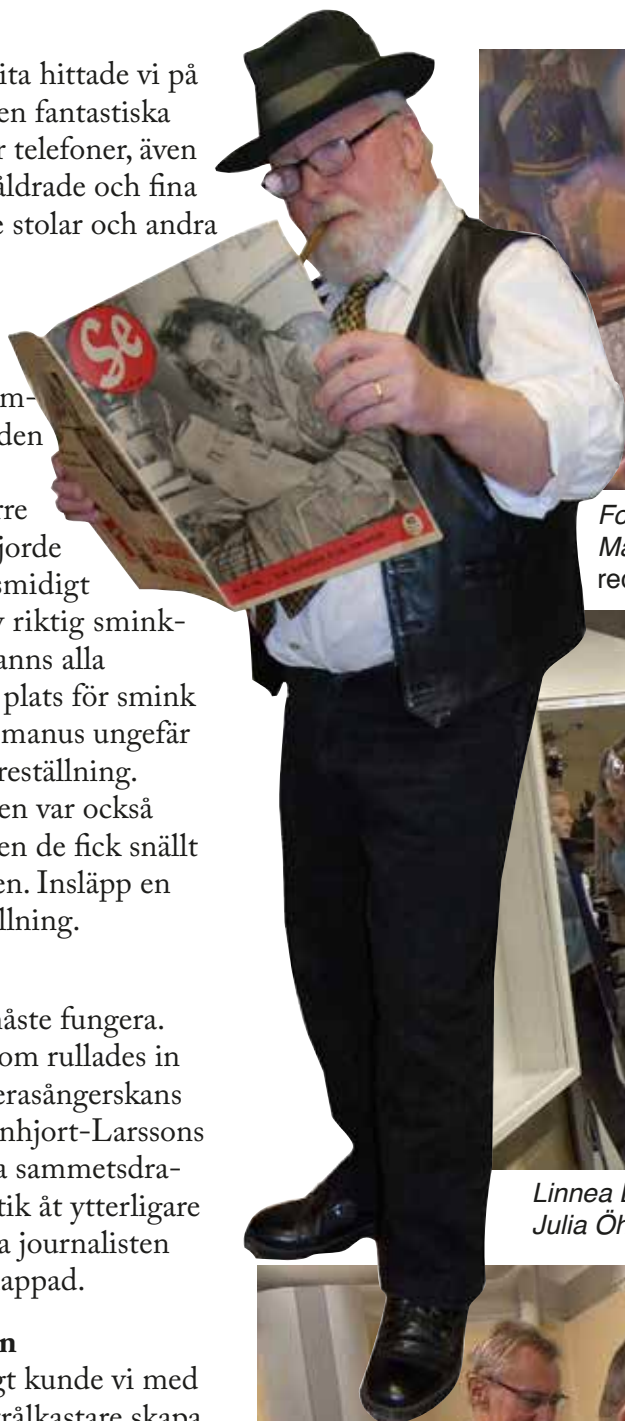 ita hittade vi på
en fantastiska
r telefoner, även
åldrade och fina
e stolar och andra
Se
m-
den
rre
jorde
smidigt
v riktig smink-
anns alla
plats för smink
manus ungefär
reställning.
en var också
en de fick snällt
en. Insläpp en
llning.
nåste fungera.
om rullades in
erasångerskans
nhjort-Larssons
a sammetsdra-
tik åt ytterligare
a journalisten
appad.
n
gt kunde vi med
rålkastare skapa
Fo
Ma
red
Linnea
Julia Öh